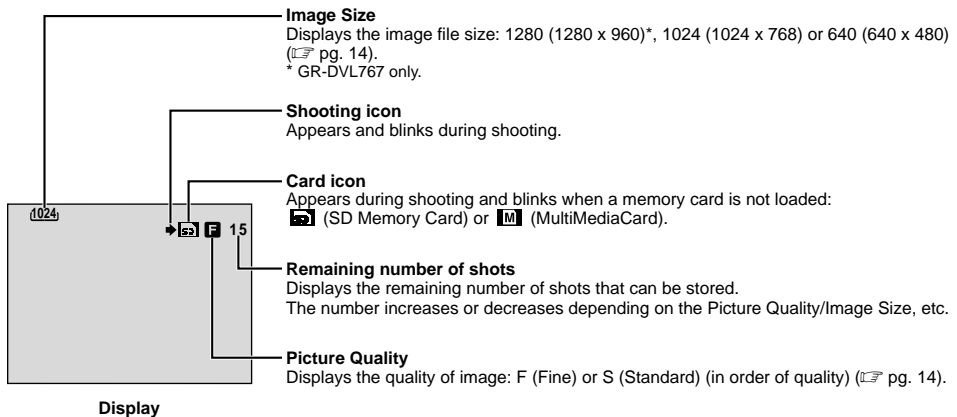 Image Size
Displays the image file size: 1280 (1280 x 960)*, 1024 (1024 x 768) or 640 (640 x 480)
(☞ pg. 14).
* GR-DVL767 only.
Shooting icon
Appears and blinks during shooting.
Card icon
Appears during shooting and blinks when a memory card is not loaded:
SD (SD Memory Card) or M (MultiMediaCard).
1024
SD F 15
Remaining number of shots
Displays the remaining number of shots that can be stored.
The number increases or decreases depending on the Picture Quality/Image Size, etc.
Picture Quality
Displays the quality of image: F (Fine) or S (Standard) (in order of quality) (☞ pg. 14).
Display